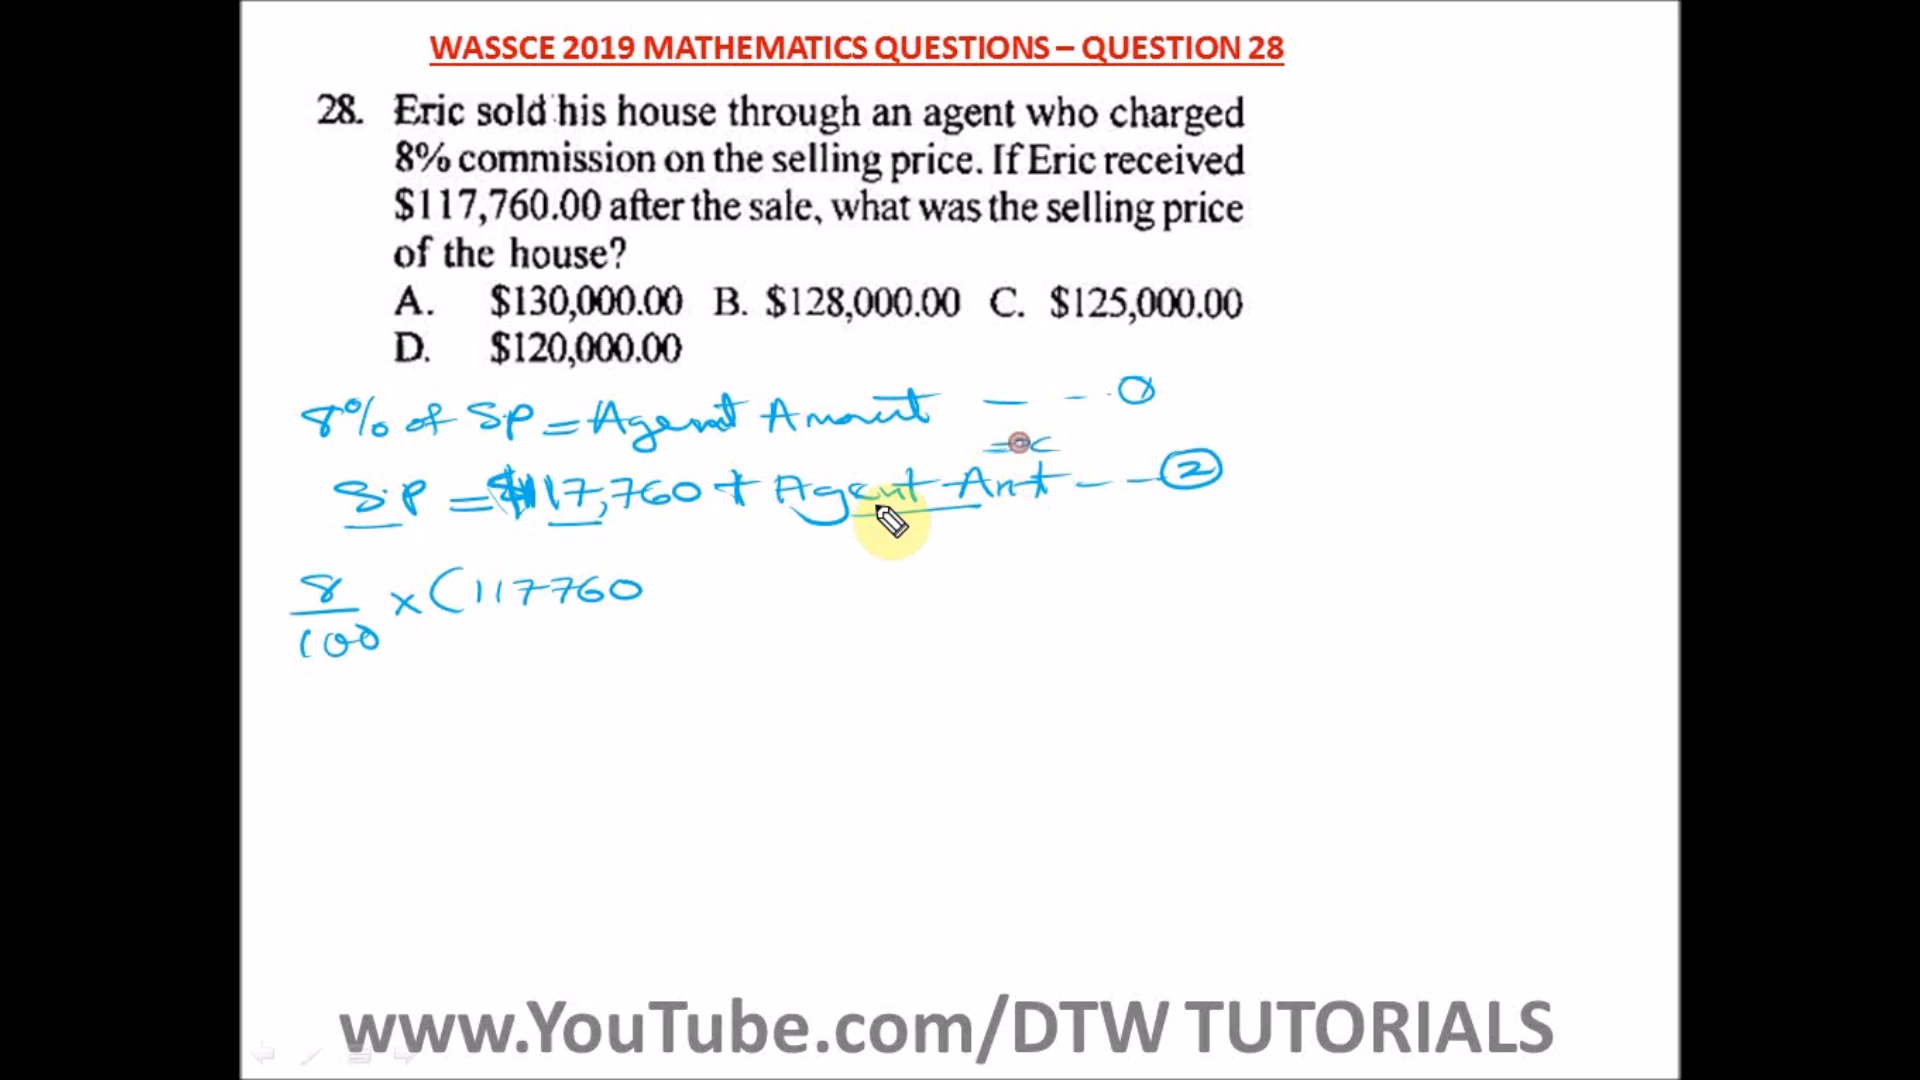 WASSCE 2019 MATHEMATICS QUESTIONS – QUESTION 28
28. Eric sold his house through an agent who charged
8% commission on the selling price. If Eric received
$117,760.00 after the sale, what was the selling price
of the house?
A. $130,000.00 B. $128,000.00 C. $125,000.00
D. $120,000.00
8% of SP = Agent Amount — - -
= x
S.P = $117,760 + Agent Amt - - - 2
8/100 × (117760
www.YouTube.com/DTW TUTORIALS